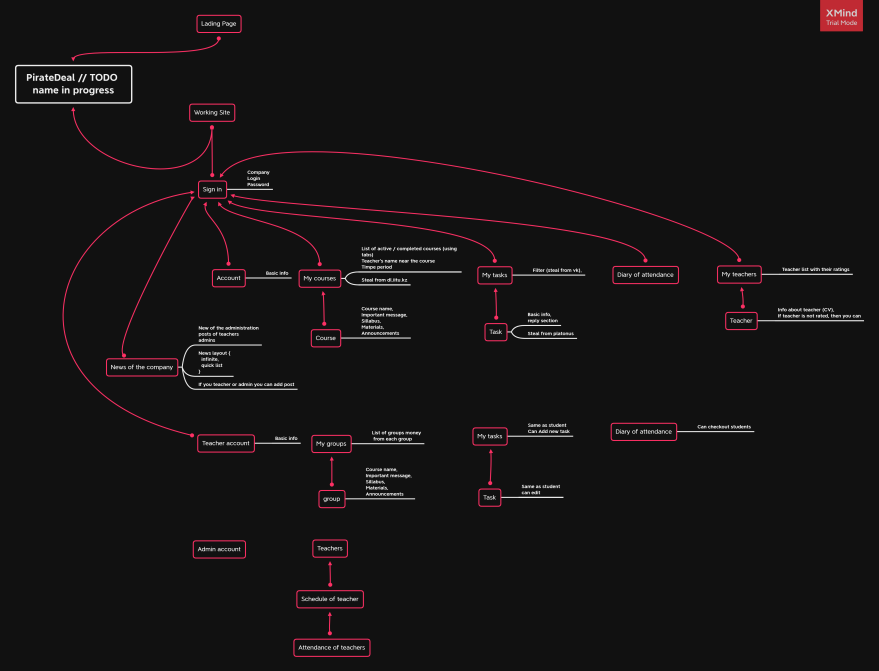 XMind
Trial Mode
Lading Page
PirateDeal // TODO
name in progress
Working Site
Sign in
Company
Login
Password
Account
Basic info
My courses
List of active / completed courses (using
tabs)
Teacher's name near the course
Timpe period
Steal from dl.iitu.kz
My tasks
Filter (steal from vk),
Diary of attendance
My teachers
Teacher list with their ratings
Course
Course name,
Important message,
Sillabus,
Materials,
Announcements
Task
Basic info,
reply section
Steal from platonus
Teacher
Info about teacher (CV),
If teacher is not rated, then you can
News of the company
New of the administration
posts of teachers
admins
News layout {
infinite,
quick list
}
If you teacher or admin you can add post
Teacher account
Basic info
My groups
List of groups money
from each group
My tasks
Same as student
Can Add new task
Diary of attendance
Can checkout students
group
Course name,
Important message,
Sillabus,
Materials,
Announcements
Task
Same as student
can edit
Admin account
Teachers
Schedule of teacher
Attendance of teachers